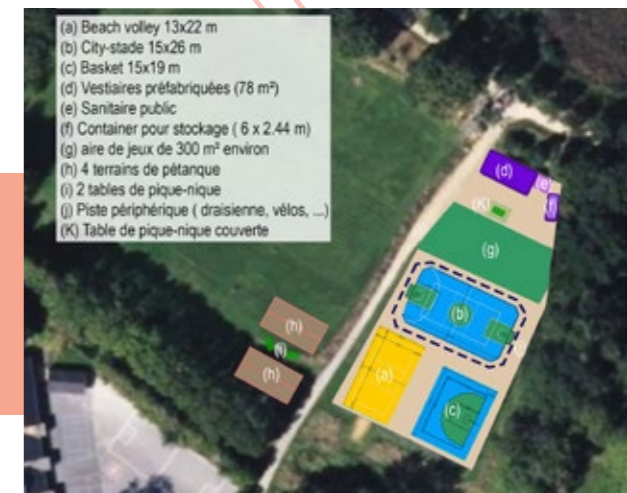 (a) Beach volley 13x22 m
(b) City-stade 15x26 m
(c) Basket 15x19 m
(d) Vestiaires préfabriquées (78 m²)
(e) Sanitaire public
(f) Container pour stockage ( 6 x 2.44 m)
(g) aire de jeux de 300 m² environ
(h) 4 terrains de pétanque
(i) 2 tables de pique-nique
(j) Piste périphérique ( draisienne, vélos, ...)
(K) Table de pique-nique couverte
(d)
(e)
(f)
(K)
(g)
(b)
(h)
(i)
(h)
(a)
(c)